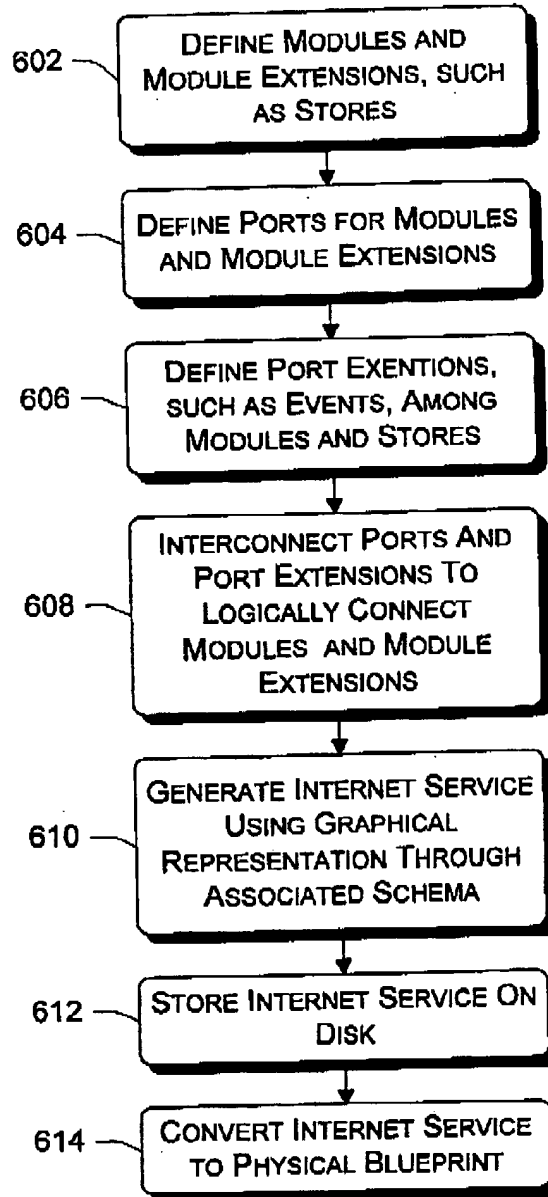 602
DEFINE MODULES AND
MODULE EXTENSIONS, SUCH
AS STORES
604
DEFINE PORTS FOR MODULES
AND MODULE EXTENSIONS
606
DEFINE PORT EXENTIONS,
SUCH AS EVENTS, AMONG
MODULES AND STORES
608
INTERCONNECT PORTS AND
PORT EXTENSIONS TO
LOGICALLY CONNECT
MODULES AND MODULE
EXTENSIONS
610
GENERATE INTERNET SERVICE
USING GRAPHICAL
REPRESENTATION THROUGH
ASSOCIATED SCHEMA
612
STORE INTERNET SERVICE ON
DISK
614
CONVERT INTERNET SERVICE
TO PHYSICAL BLUEPRINT